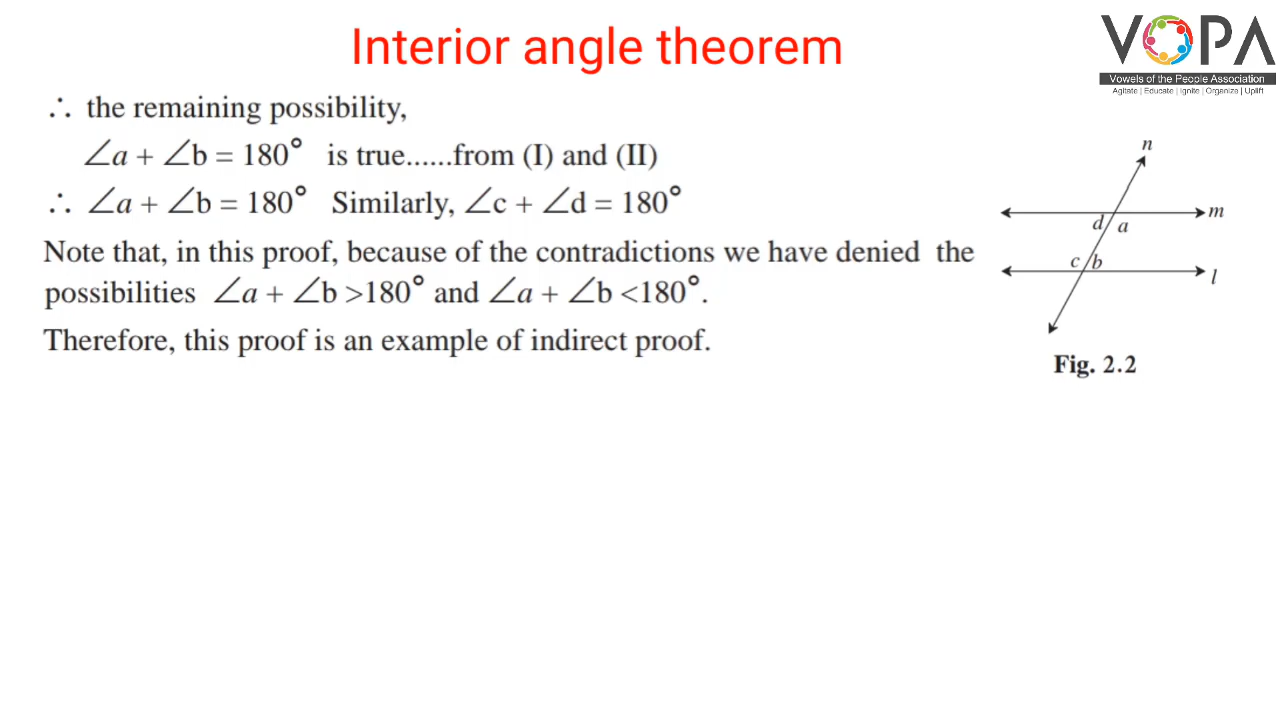 Interior angle theorem
VOPA
Vowels of the People Association
Agitate | Educate | Ignite | Organize | Uplift
∴ the remaining possibility,
∠a + ∠b = 180° is true......from (I) and (II)
∴ ∠a + ∠b = 180° Similarly, ∠c + ∠d = 180°
Note that, in this proof, because of the contradictions we have denied the
possibilities ∠a + ∠b >180° and ∠a + ∠b <180°.
Therefore, this proof is an example of indirect proof.
n
m
d a
c b
l
Fig. 2.2